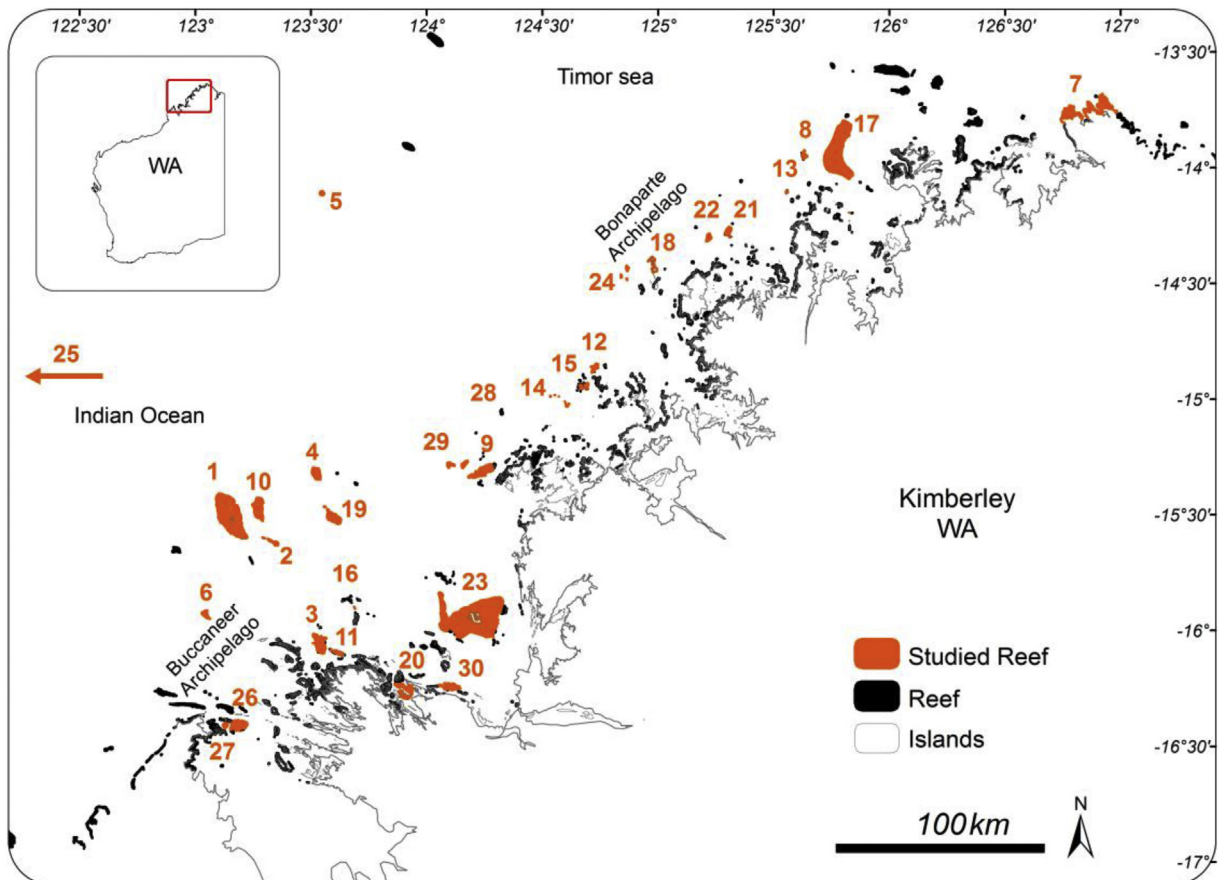 122°30' 123° 123°30' 124° 124°30' 125° 125°30' 126° 126°30' 127°
-13°30'
Timor sea
7
8 17
WA
-14°
13
5
Bonaparte
Archipelago
22 21
18
24
-14°30'
12
25
15
14
28
-15°
Indian Ocean
29 9
4
1
10
Kimberley
WA
19
-15°30'
2
16
23
6
3
-16°
11
Buccaneer
Archipelago
20 30
Studied Reef
26
Reef
27
Islands
-16°30'
100km
N
-17°